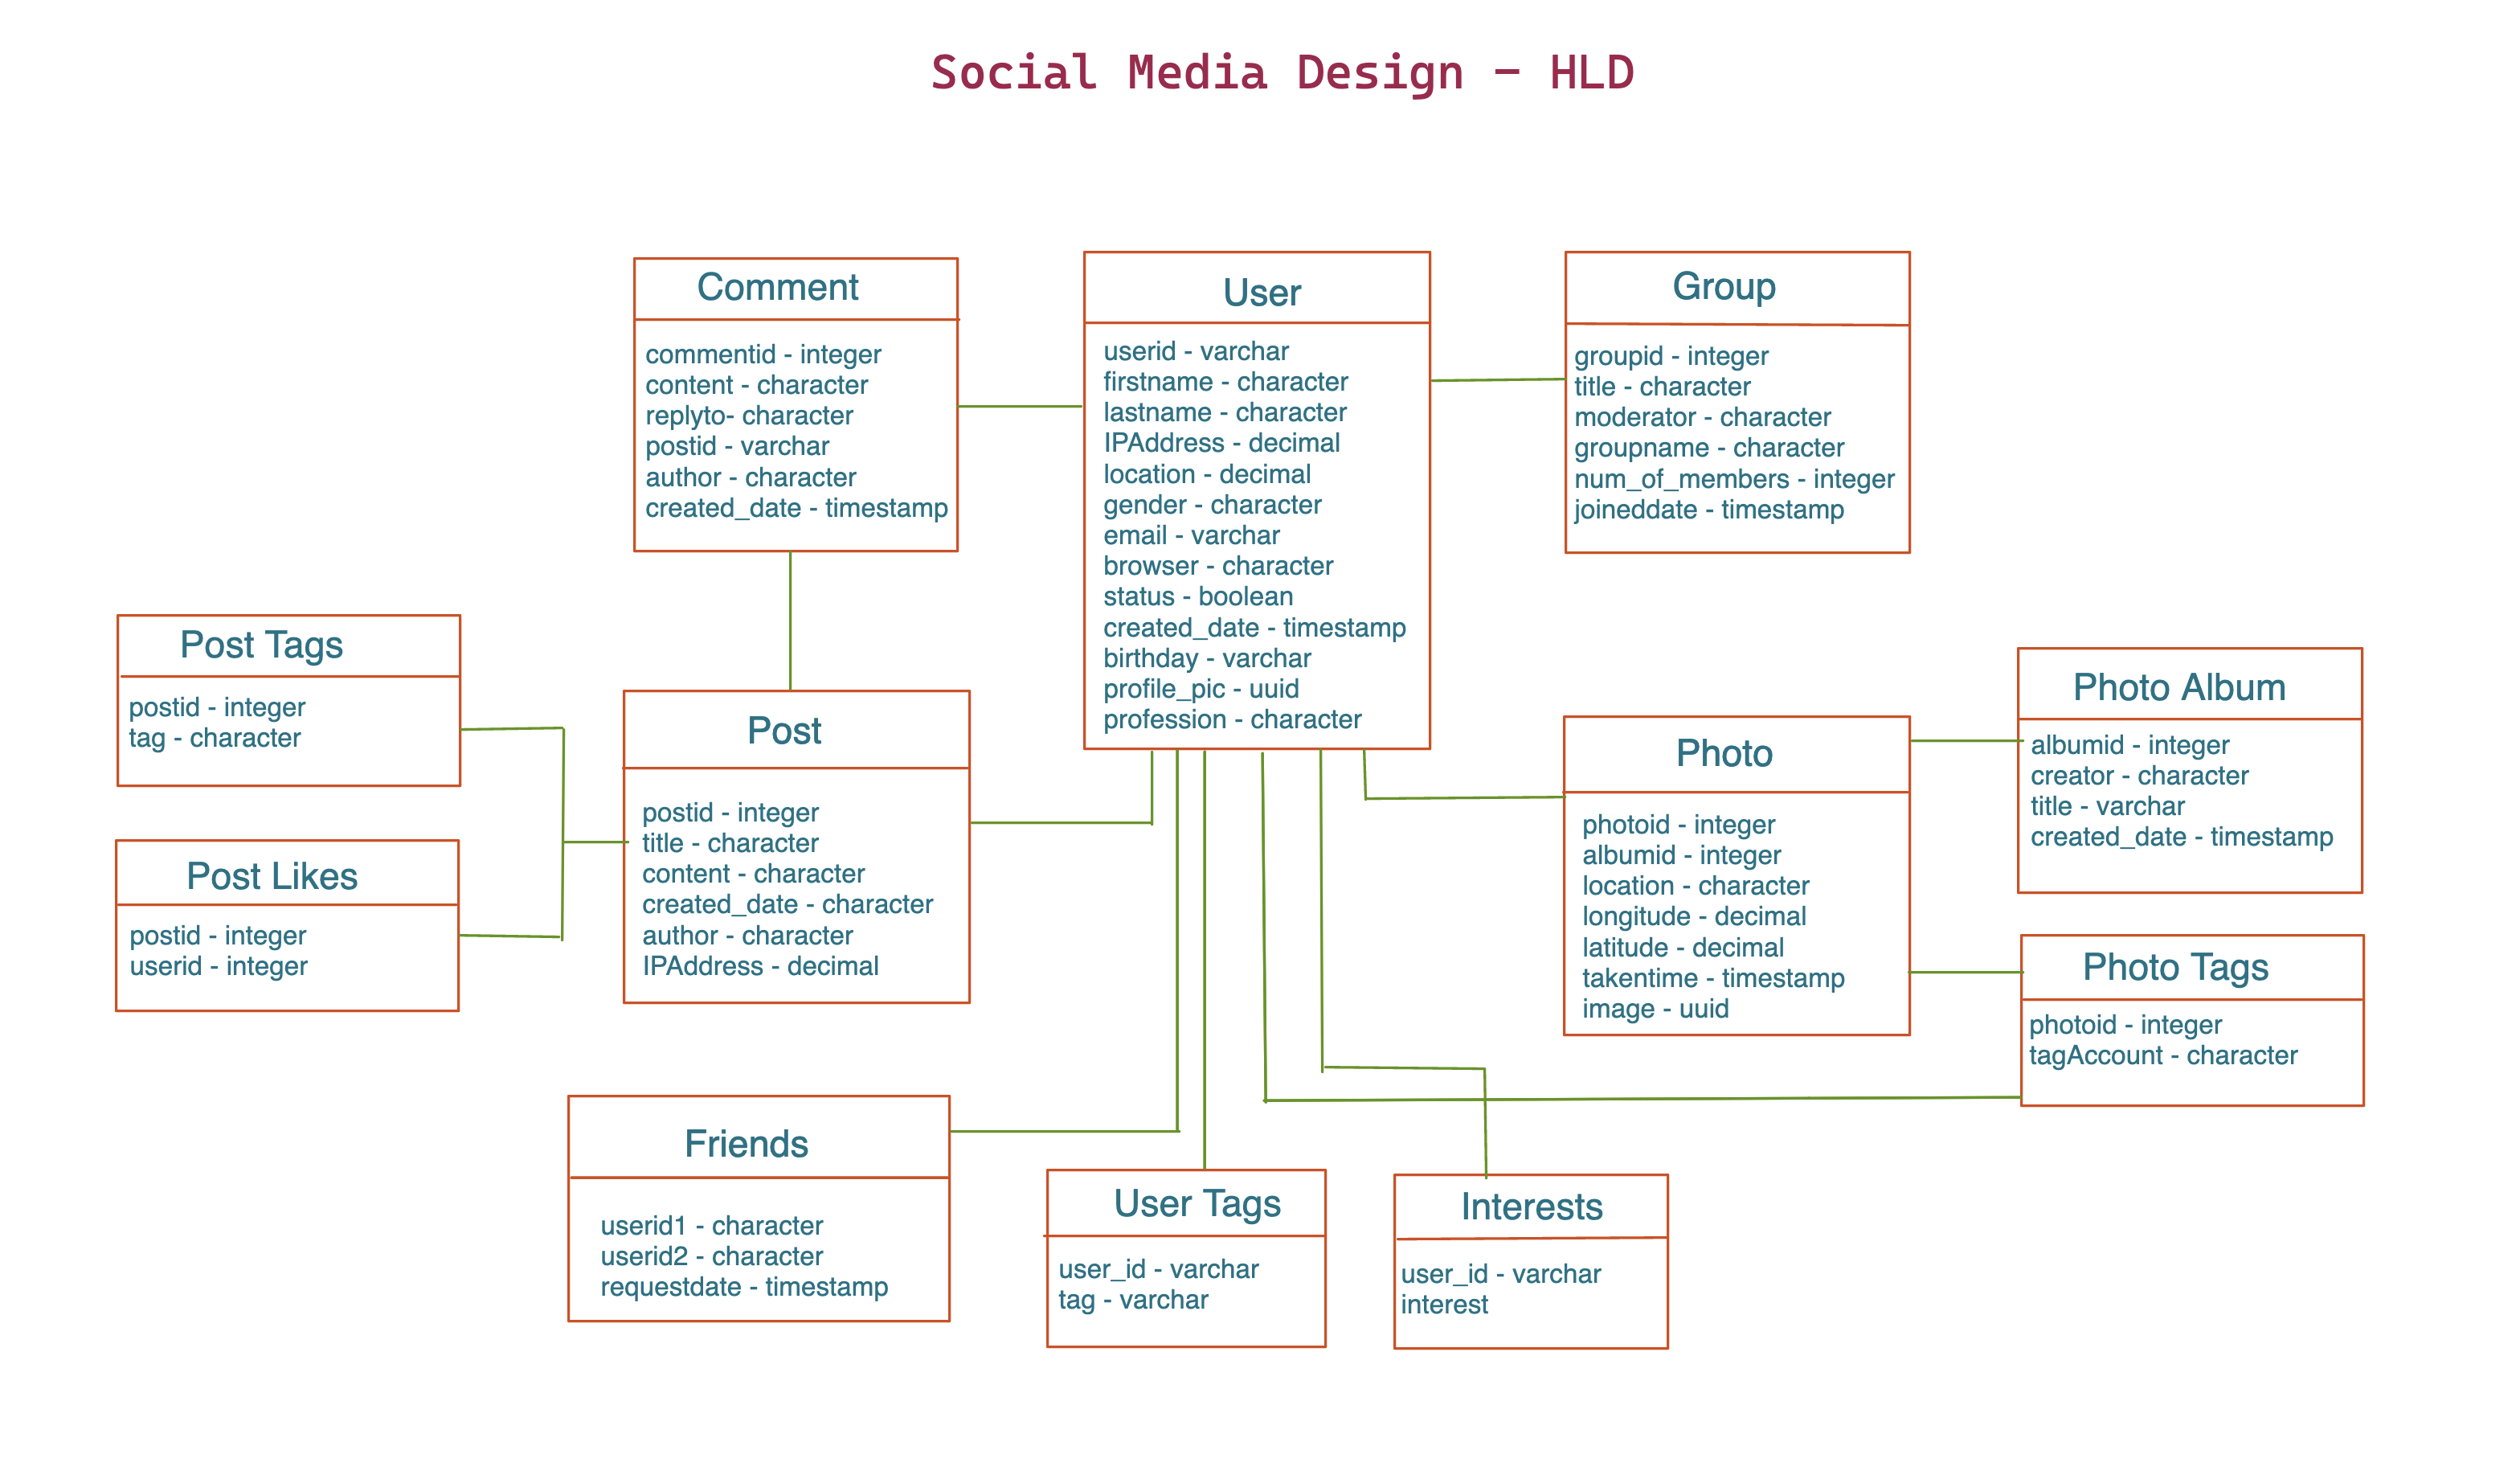 Social Media Design - HLD
Comment
commentid - integer
content - character
replyto- character
postid - varchar
author - character
created_date - timestamp
User
userid - varchar
firstname - character
lastname - character
IPAddress - decimal
location - decimal
gender - character
email - varchar
browser - character
status - boolean
created_date - timestamp
birthday - varchar
profile_pic - uuid
profession - character
Group
groupid - integer
title - character
moderator - character
groupname - character
num_of_members - integer
joineddate - timestamp
Post Tags
postid - integer
tag - character
Post Likes
postid - integer
userid - integer
Post
postid - integer
title - character
content - character
created_date - character
author - character
IPAddress - decimal
Photo
photoid - integer
albumid - integer
location - character
longitude - decimal
latitude - decimal
takentime - timestamp
image - uuid
Photo Album
albumid - integer
creator - character
title - varchar
created_date - timestamp
Photo Tags
photoid - integer
tagAccount - character
Friends
userid1 - character
userid2 - character
requestdate - timestamp
User Tags
user_id - varchar
tag - varchar
Interests
user_id - varchar
interest